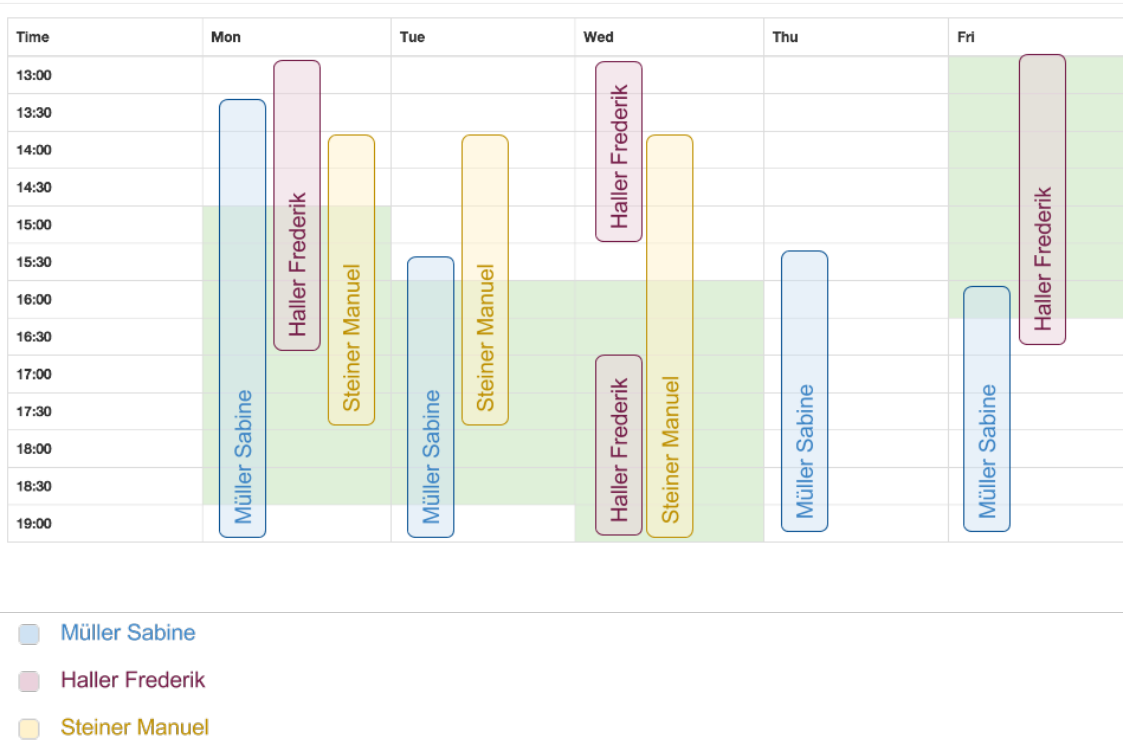 Time Mon Tue Wed Thu Fri
13:00
13:30
14:00
14:30
15:00
15:30
16:00
16:30
17:00
17:30
18:00
18:30
19:00
Müller Sabine
Haller Frederik
Steiner Manuel
Müller Sabine
Steiner Manuel
Haller Frederik
Haller Frederik
Steiner Manuel
Müller Sabine
Müller Sabine
Haller Frederik
Müller Sabine
Haller Frederik
Steiner Manuel